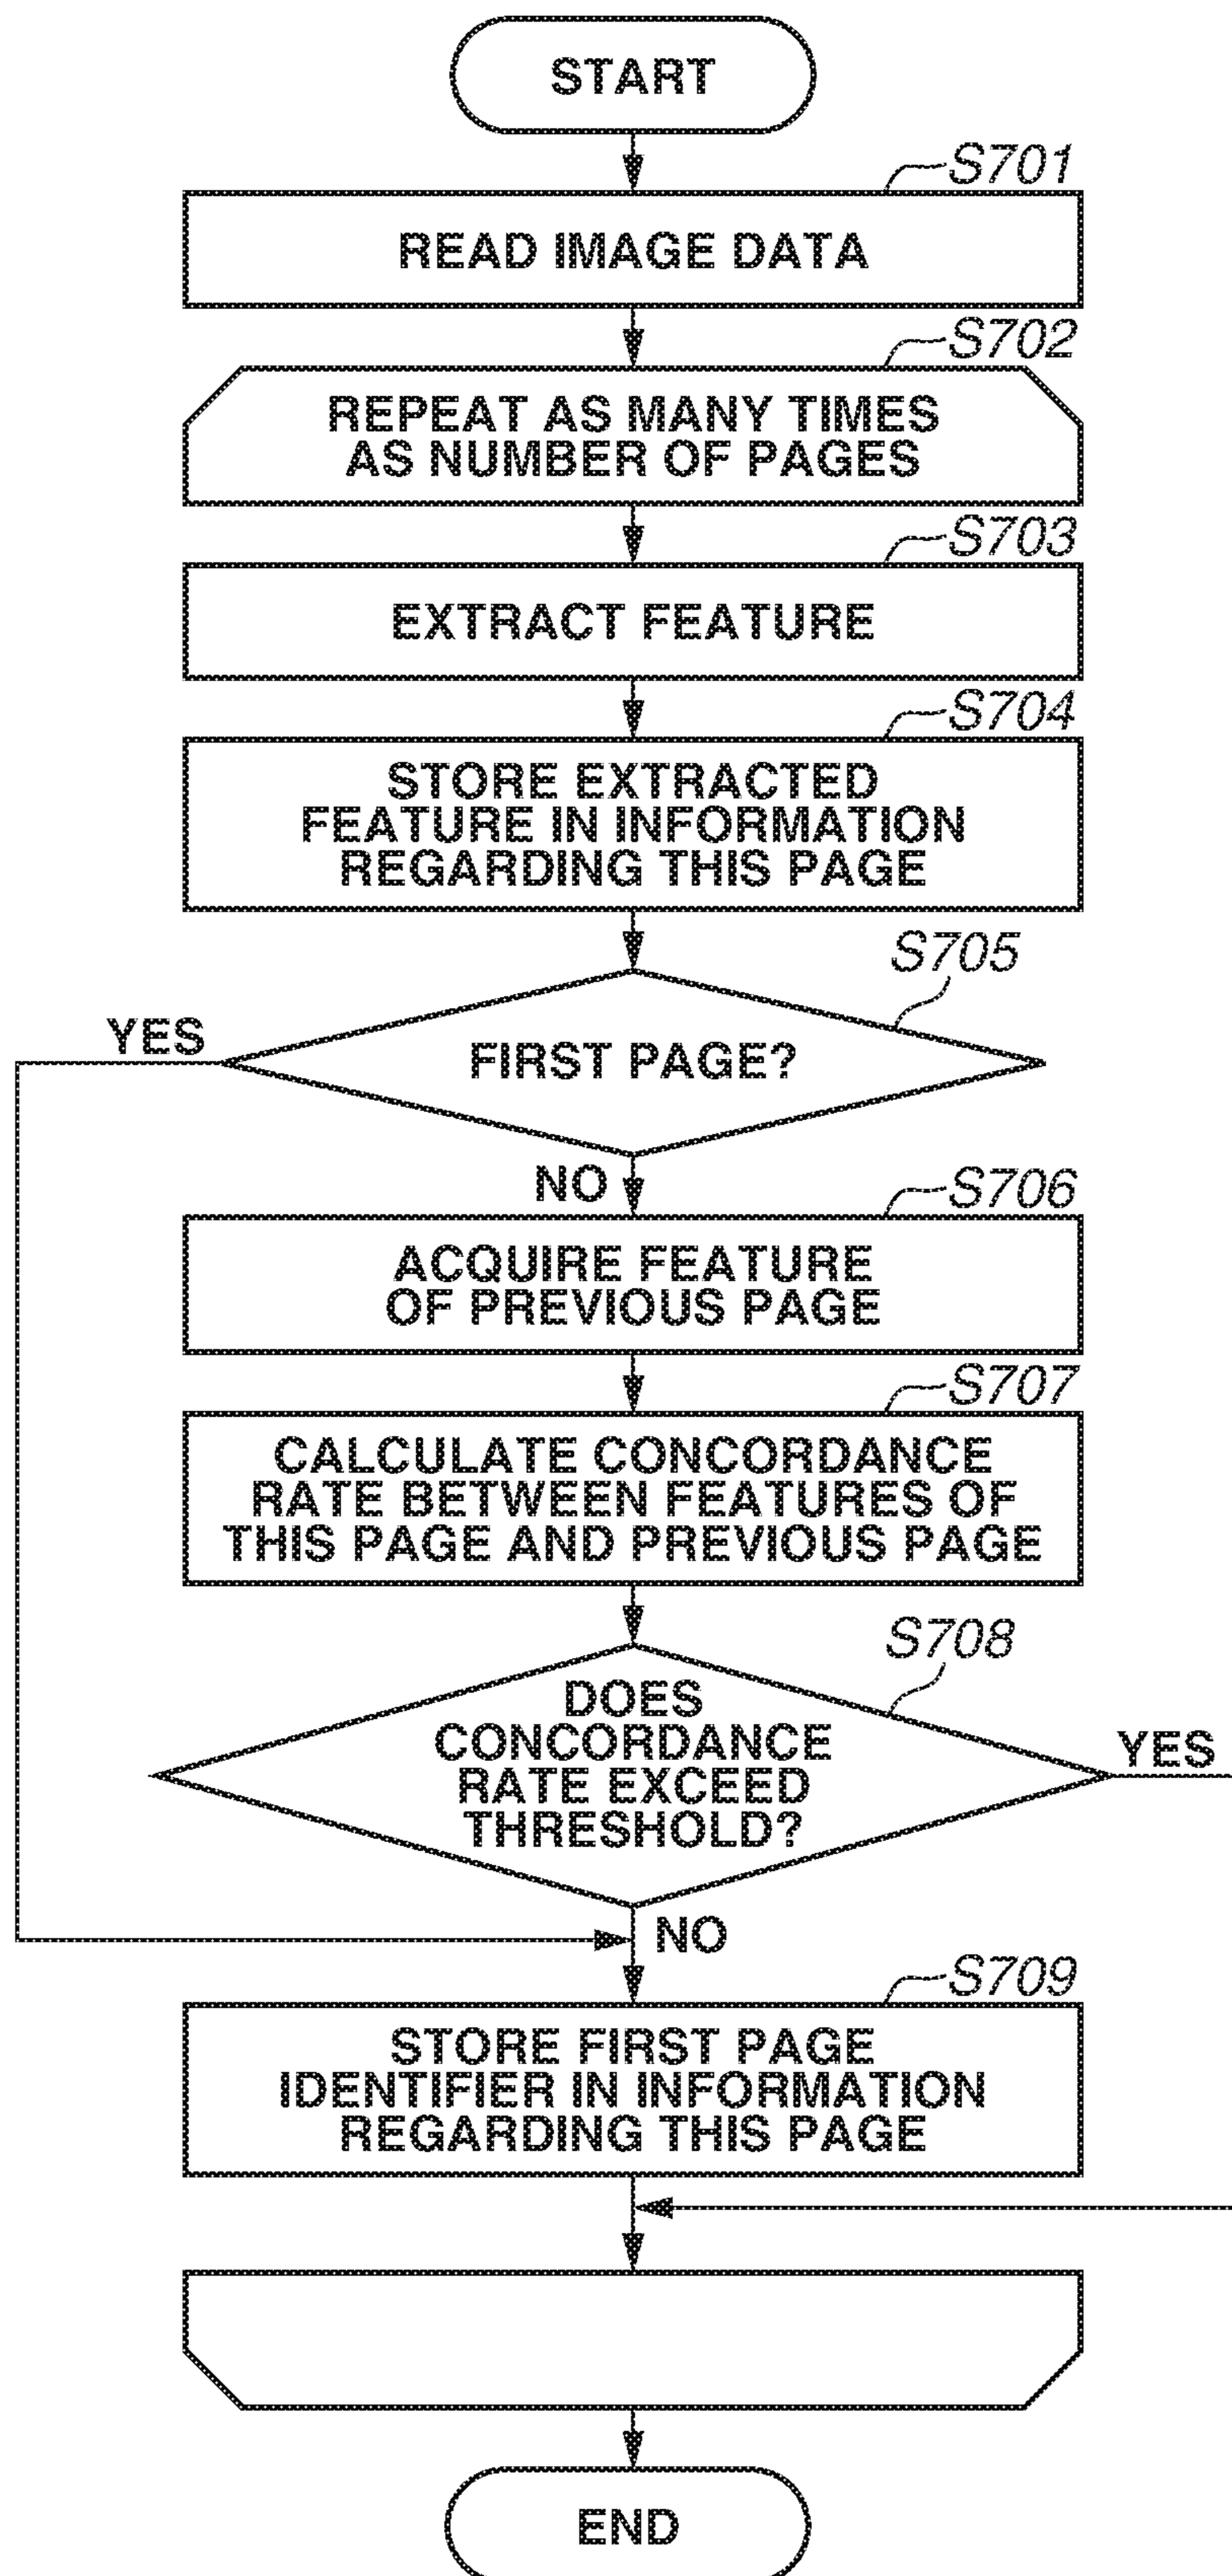 START
S701
READ IMAGE DATA
S702
REPEAT AS MANY TIMES
AS NUMBER OF PAGES
S703
EXTRACT FEATURE
S704
STORE EXTRACTED
FEATURE IN INFORMATION
REGARDING THIS PAGE
S705
YES
FIRST PAGE?
NO
S706
ACQUIRE FEATURE
OF PREVIOUS PAGE
S707
CALCULATE CONCORDANCE
RATE BETWEEN FEATURES OF
THIS PAGE AND PREVIOUS PAGE
S708
DOES
CONCORDANCE
RATE EXCEED
THRESHOLD?
YES
NO
S709
STORE FIRST PAGE
IDENTIFIER IN INFORMATION
REGARDING THIS PAGE
END